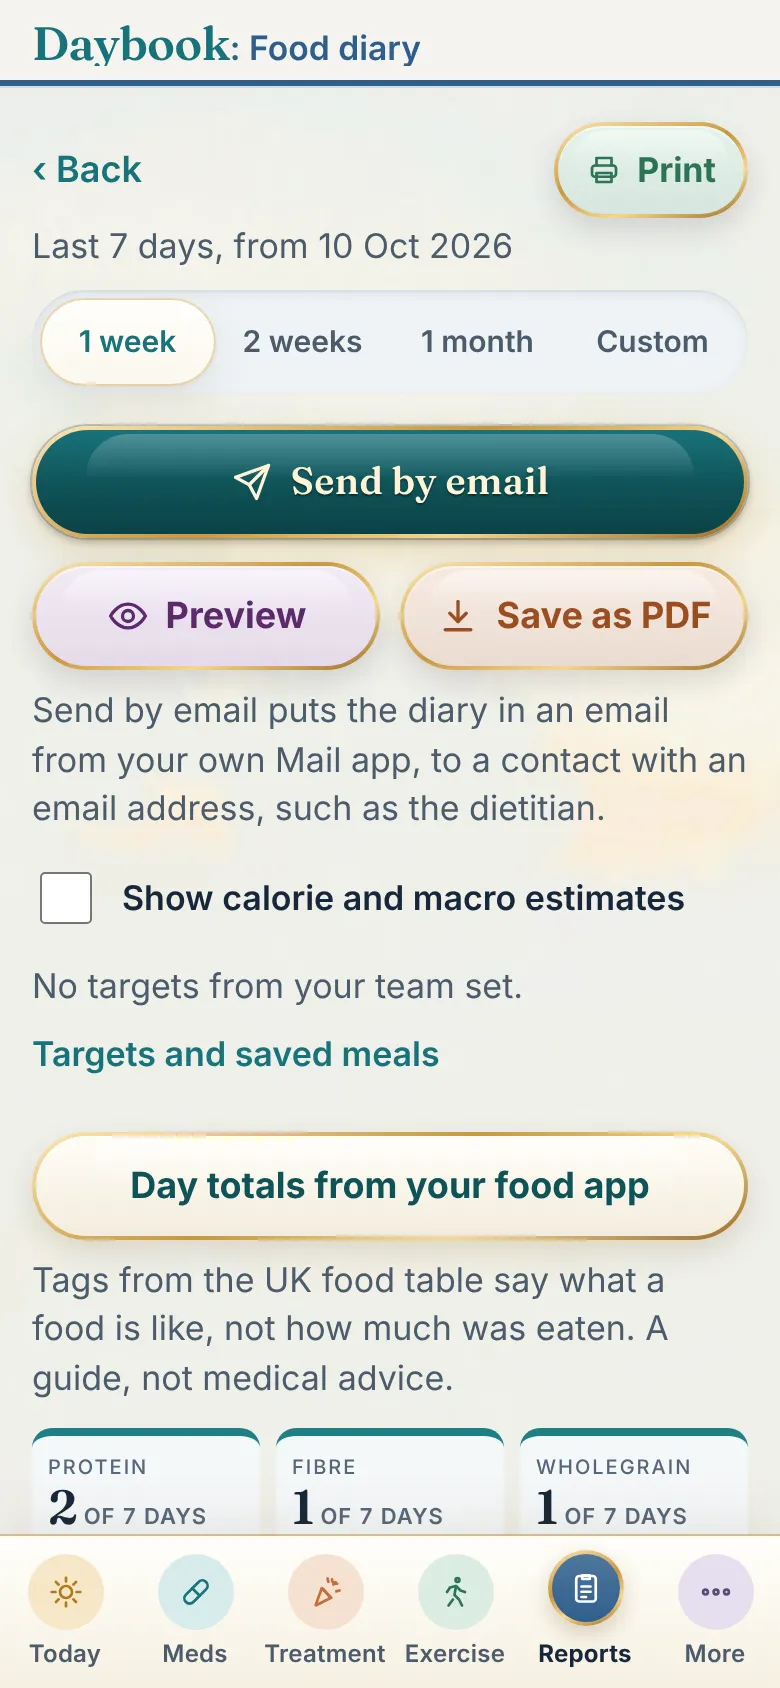 Daybook: Food diary
‹ Back
Print
Last 7 days, from 10 Oct 2026
1 week
2 weeks
1 month
Custom
Send by email
Preview
Save as PDF
Send by email puts the diary in an email
from your own Mail app, to a contact with an
email address, such as the dietitian.
Show calorie and macro estimates
No targets from your team set.
Targets and saved meals
Day totals from your food app
Tags from the UK food table say what a
food is like, not how much was eaten. A
guide, not medical advice.
PROTEIN
2 OF 7 DAYS
FIBRE
1 OF 7 DAYS
WHOLEGRAIN
1 OF 7 DAYS
Today
Meds
Treatment
Exercise
Reports
More